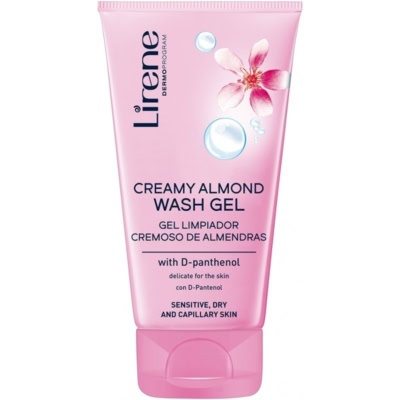 Lirene
DERMOPROGRAM
CREAMY ALMOND
WASH GEL
GEL LIMPIADOR
CREMOSO DE ALMENDRAS
with D-panthenol
delicate for the skin
con D-Pantenol
SENSITIVE, DRY
AND CAPILLARY SKIN